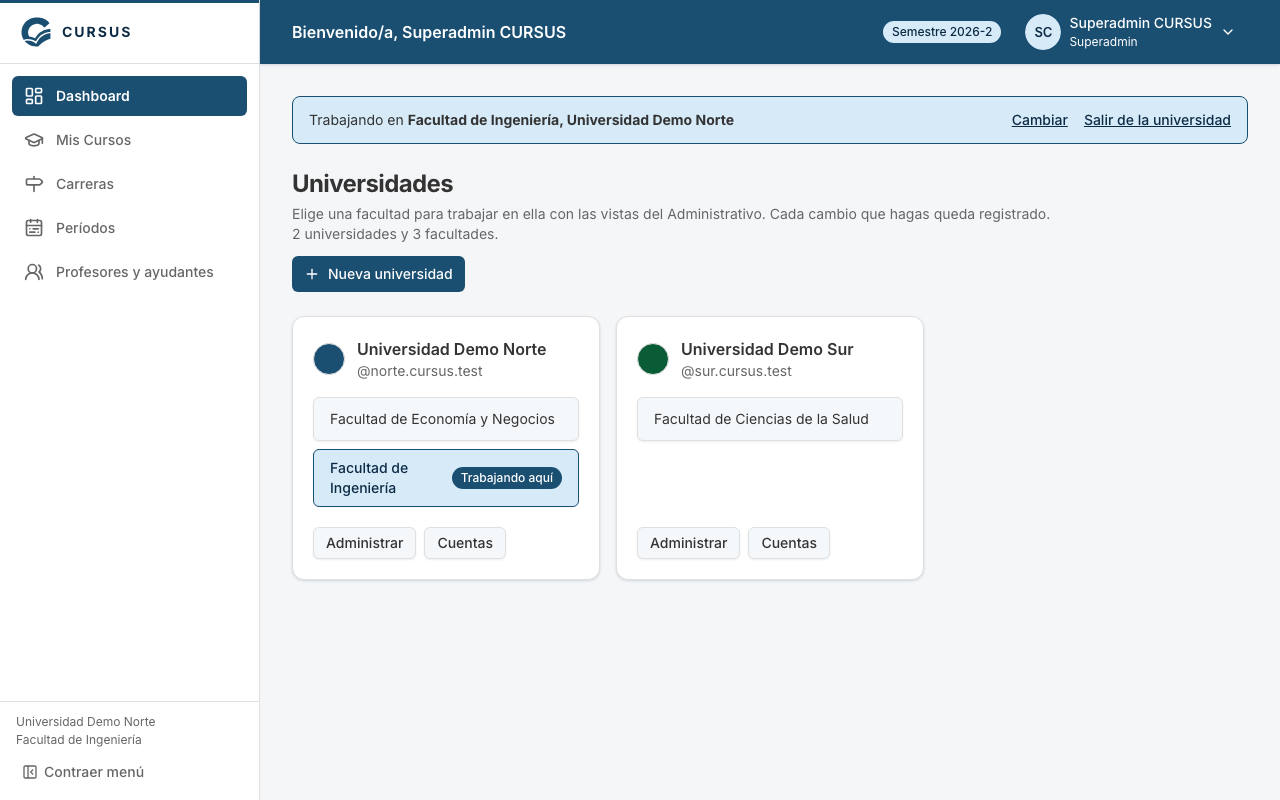 CURSUS
Bienvenido/a, Superadmin CURSUS
Semestre 2026-2
SC
Superadmin CURSUS
Superadmin
Dashboard
Mis Cursos
Carreras
Períodos
Profesores y ayudantes
Trabajando en Facultad de Ingeniería, Universidad Demo Norte
Cambiar
Salir de la universidad
Universidades
Elige una facultad para trabajar en ella con las vistas del Administrativo. Cada cambio que hagas queda registrado.
2 universidades y 3 facultades.
Nueva universidad
Universidad Demo Norte
@norte.cursus.test
Facultad de Economía y Negocios
Facultad de
Ingeniería
Trabajando aquí
Administrar
Cuentas
Universidad Demo Sur
@sur.cursus.test
Facultad de Ciencias de la Salud
Administrar
Cuentas
Universidad Demo Norte
Facultad de Ingeniería
Contraer menú